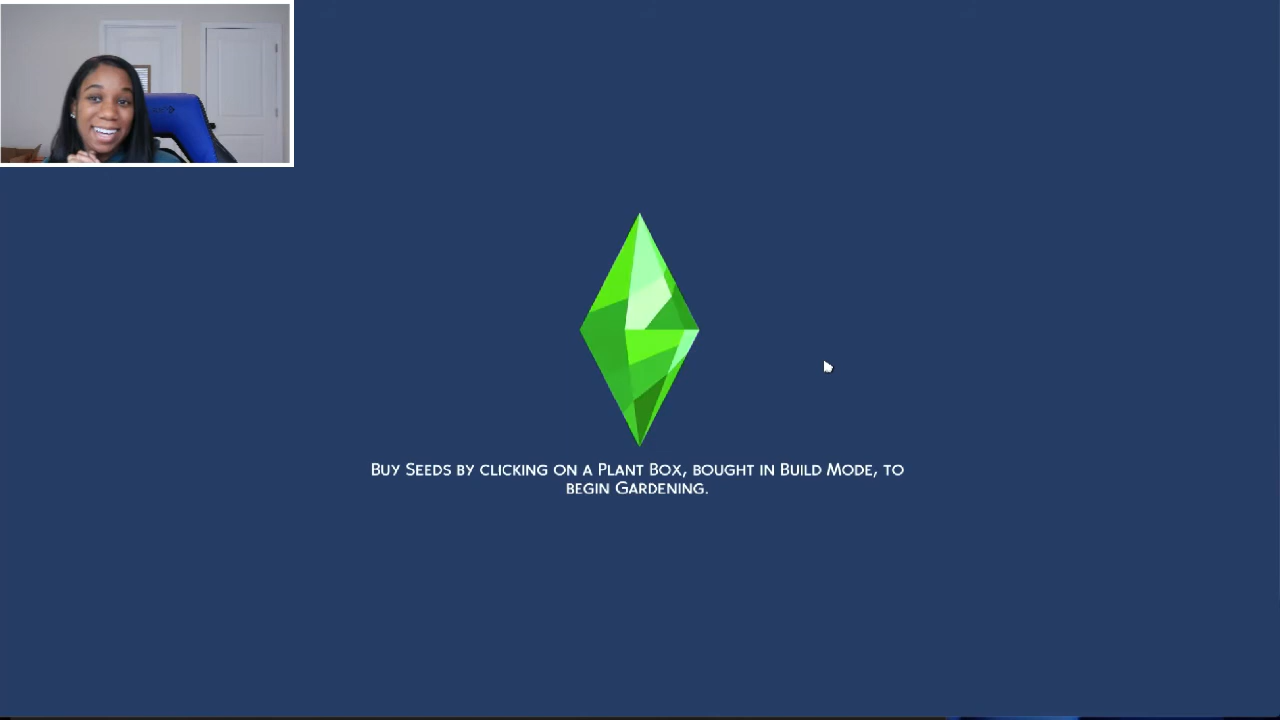 Buy Seeds by clicking on a Plant Box, bought in Build Mode, to
begin Gardening.